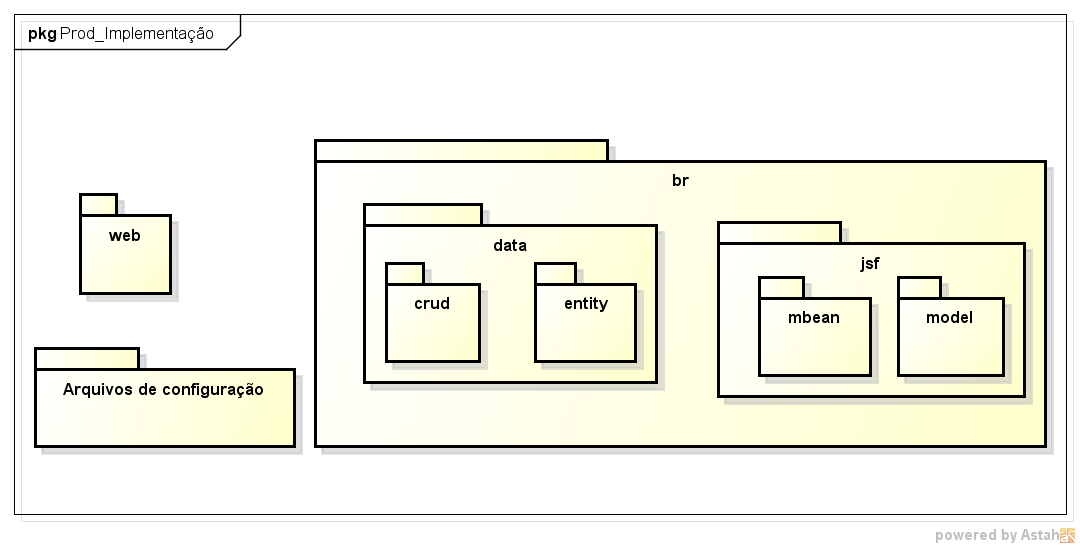 pkg Prod_Implementação
br
web
data
jsf
crud
entity
mbean
model
Arquivos de configuração
powered by Astah